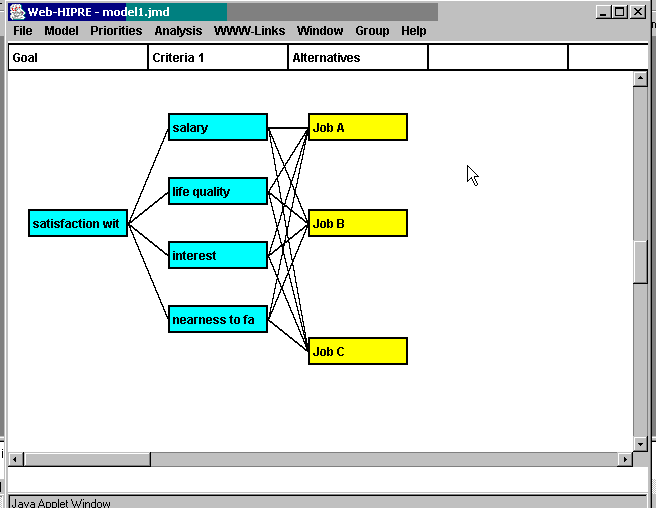 Web-HIPRE - model1.jmd
File Model Priorities Analysis WWW-Links Window Group Help
Goal Criteria 1 Alternatives
salary Job A
life quality
satisfaction wit Job B
interest
nearness to fa
Job C
Java Applet Window